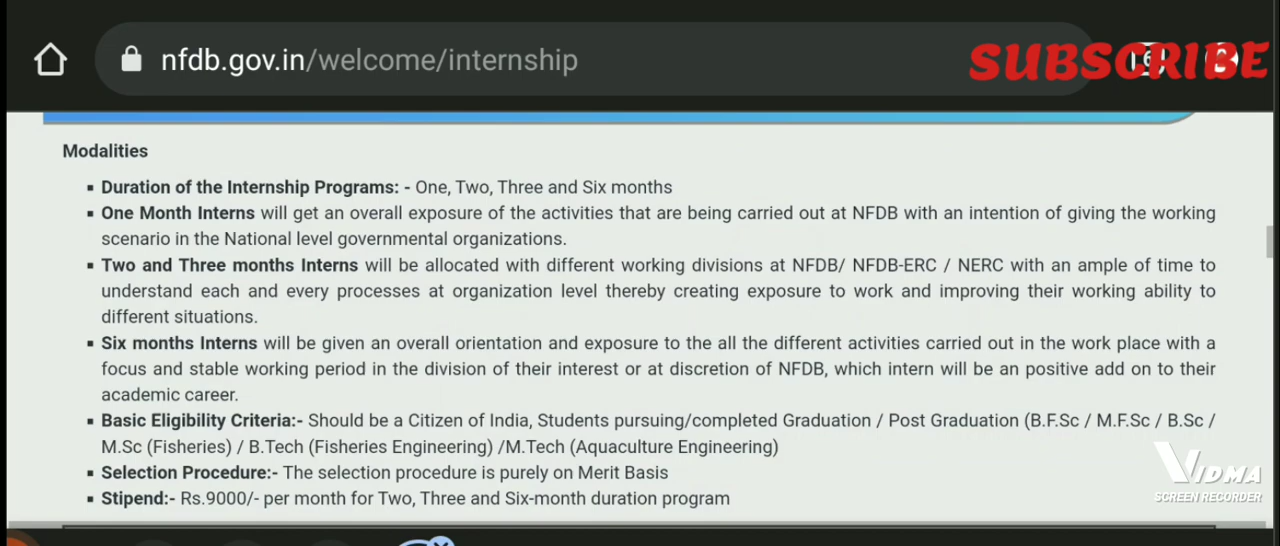 nfdb.gov.in/welcome/internship
SUBSCRIBE
Modalities
▪ Duration of the Internship Programs: - One, Two, Three and Six months
▪ One Month Interns will get an overall exposure of the activities that are being carried out at NFDB with an intention of giving the working
scenario in the National level governmental organizations.
▪ Two and Three months Interns will be allocated with different working divisions at NFDB/ NFDB-ERC / NERC with an ample of time to
understand each and every processes at organization level thereby creating exposure to work and improving their working ability to
different situations.
▪ Six months Interns will be given an overall orientation and exposure to the all the different activities carried out in the work place with a
focus and stable working period in the division of their interest or at discretion of NFDB, which intern will be an positive add on to their
academic career.
▪ Basic Eligibility Criteria:- Should be a Citizen of India, Students pursuing/completed Graduation / Post Graduation (B.F.Sc / M.F.Sc / B.Sc /
M.Sc (Fisheries) / B.Tech (Fisheries Engineering) /M.Tech (Aquaculture Engineering)
▪ Selection Procedure:- The selection procedure is purely on Merit Basis
▪ Stipend:- Rs.9000/- per month for Two, Three and Six-month duration program
VIDMA
SCREEN RECORDER